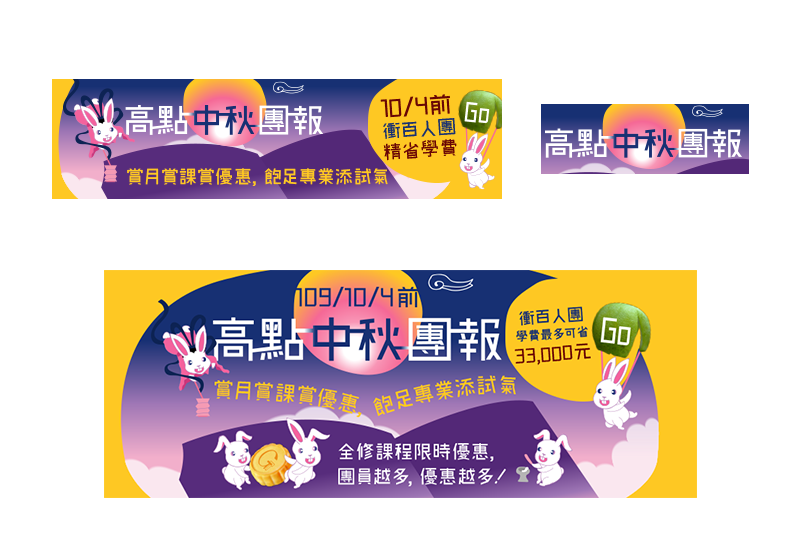 高點中秋團報
賞月賞課賞優惠, 飽足專業添試氣
10/4前
衝百人團
精省學費
Go
高點中秋團報
109/10/4前
高點中秋團報
賞月賞課賞優惠, 飽足專業添試氣
衝百人團
學費最多可省
33,000元
Go
全修課程限時優惠,
團員越多, 優惠越多!